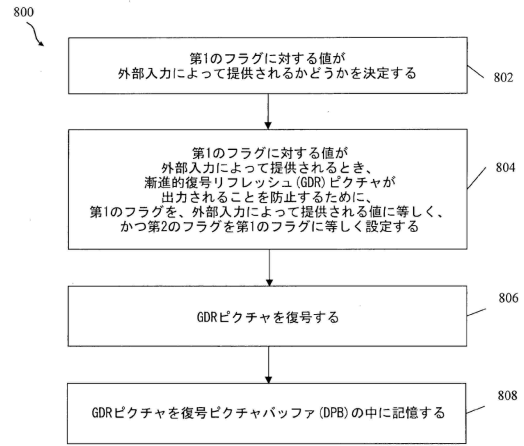 800
第1のフラグに対する値が
外部入力によって提供されるかどうかを決定する
802
第1のフラグに対する値が
外部入力によって提供されるとき、
漸進的復号リフレッシュ(GDR)ピクチャが
出力されることを防止するために、
第1のフラグを、外部入力によって提供される値に等しく、
かつ第2のフラグを第1のフラグに等しく設定する
804
GDRピクチャを復号する
806
GDRピクチャを復号ピクチャバッファ(DPB)の中に記憶する
808